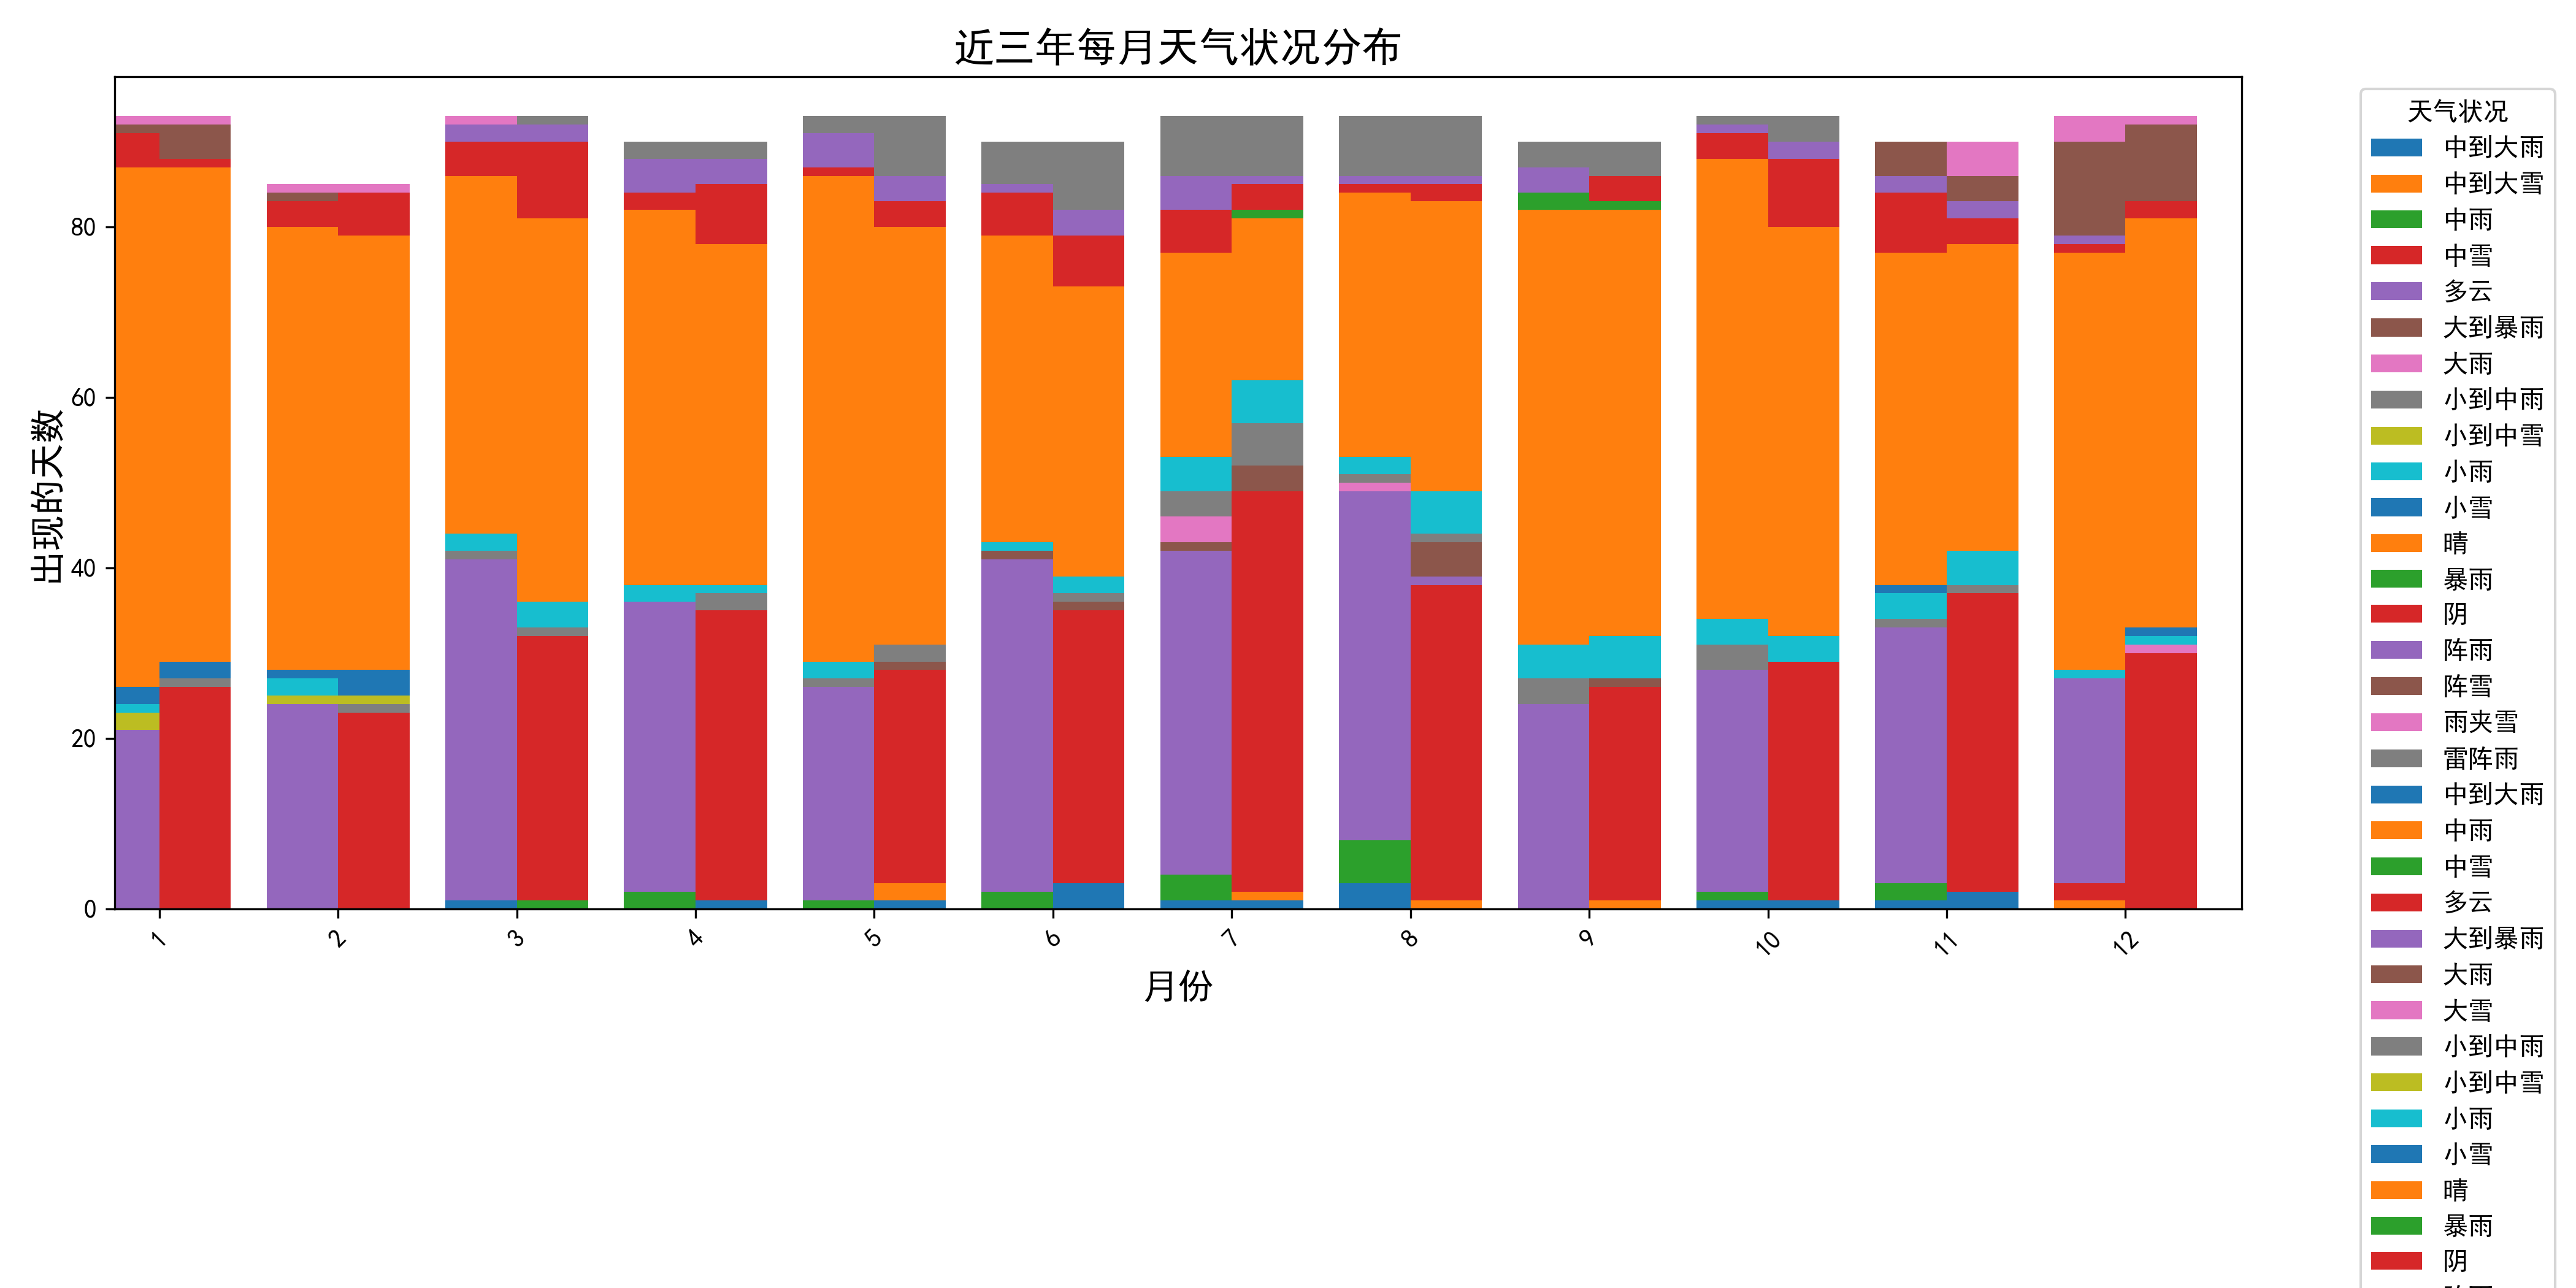 近三年每月天气状况分布
出现的天数
80
60
40
20
0
1 2 3 4 5 6 7 8 9 10 11 12
月份
天气状况
中到大雨
中到大雪
中雨
中雪
多云
大到暴雨
大雨
小到中雨
小到中雪
小雨
小雪
晴
暴雨
阴
阵雨
阵雪
雨夹雪
雷阵雨
中到大雨
中雨
中雪
多云
大到暴雨
大雨
大雪
小到中雨
小到中雪
小雨
小雪
晴
暴雨
阴